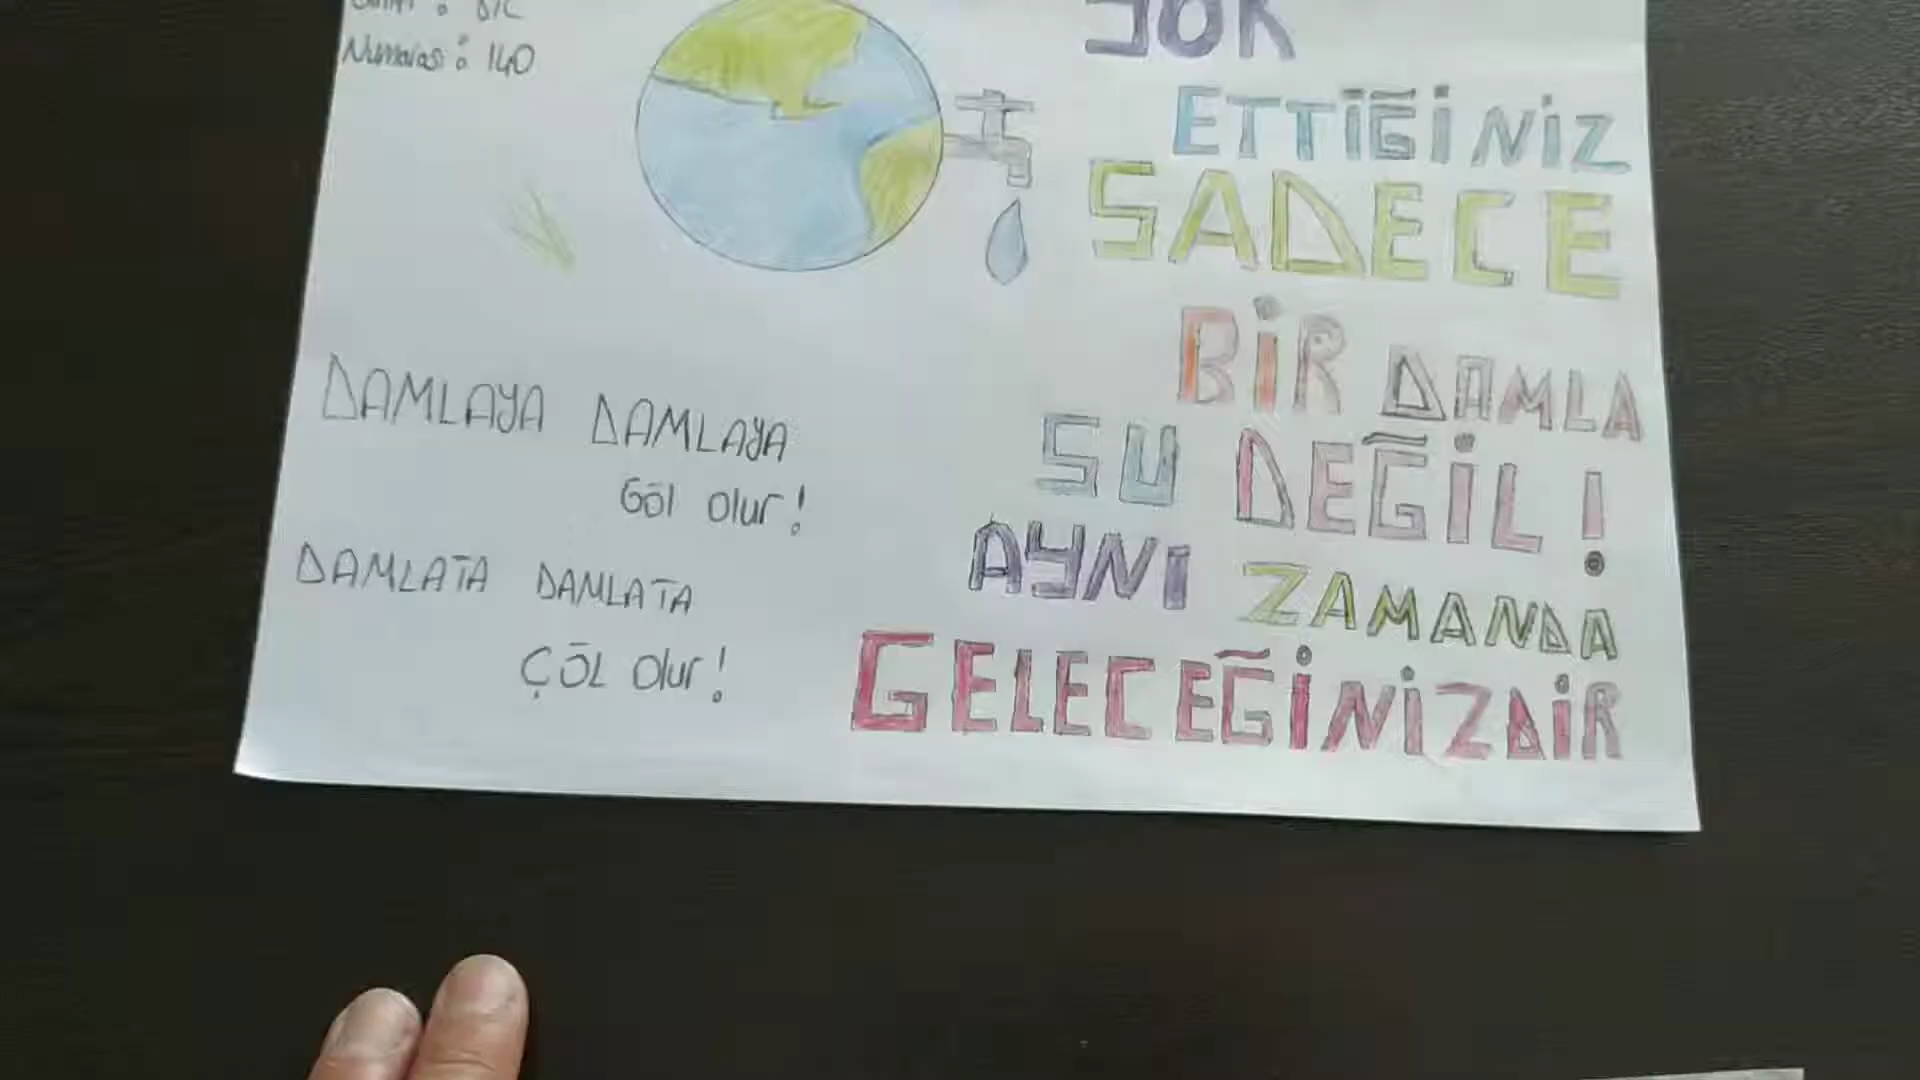 Numarası : 140
YOK
ETTİĞİNİZ
SADECE
BİR DAMLA
SU DEĞİL!
AYNI ZAMANDA
GELECEĞİNİZDİR
DAMLAYA DAMLAYA
Göl olur!
DAMLATA DAMLATA
ÇÖL olur!